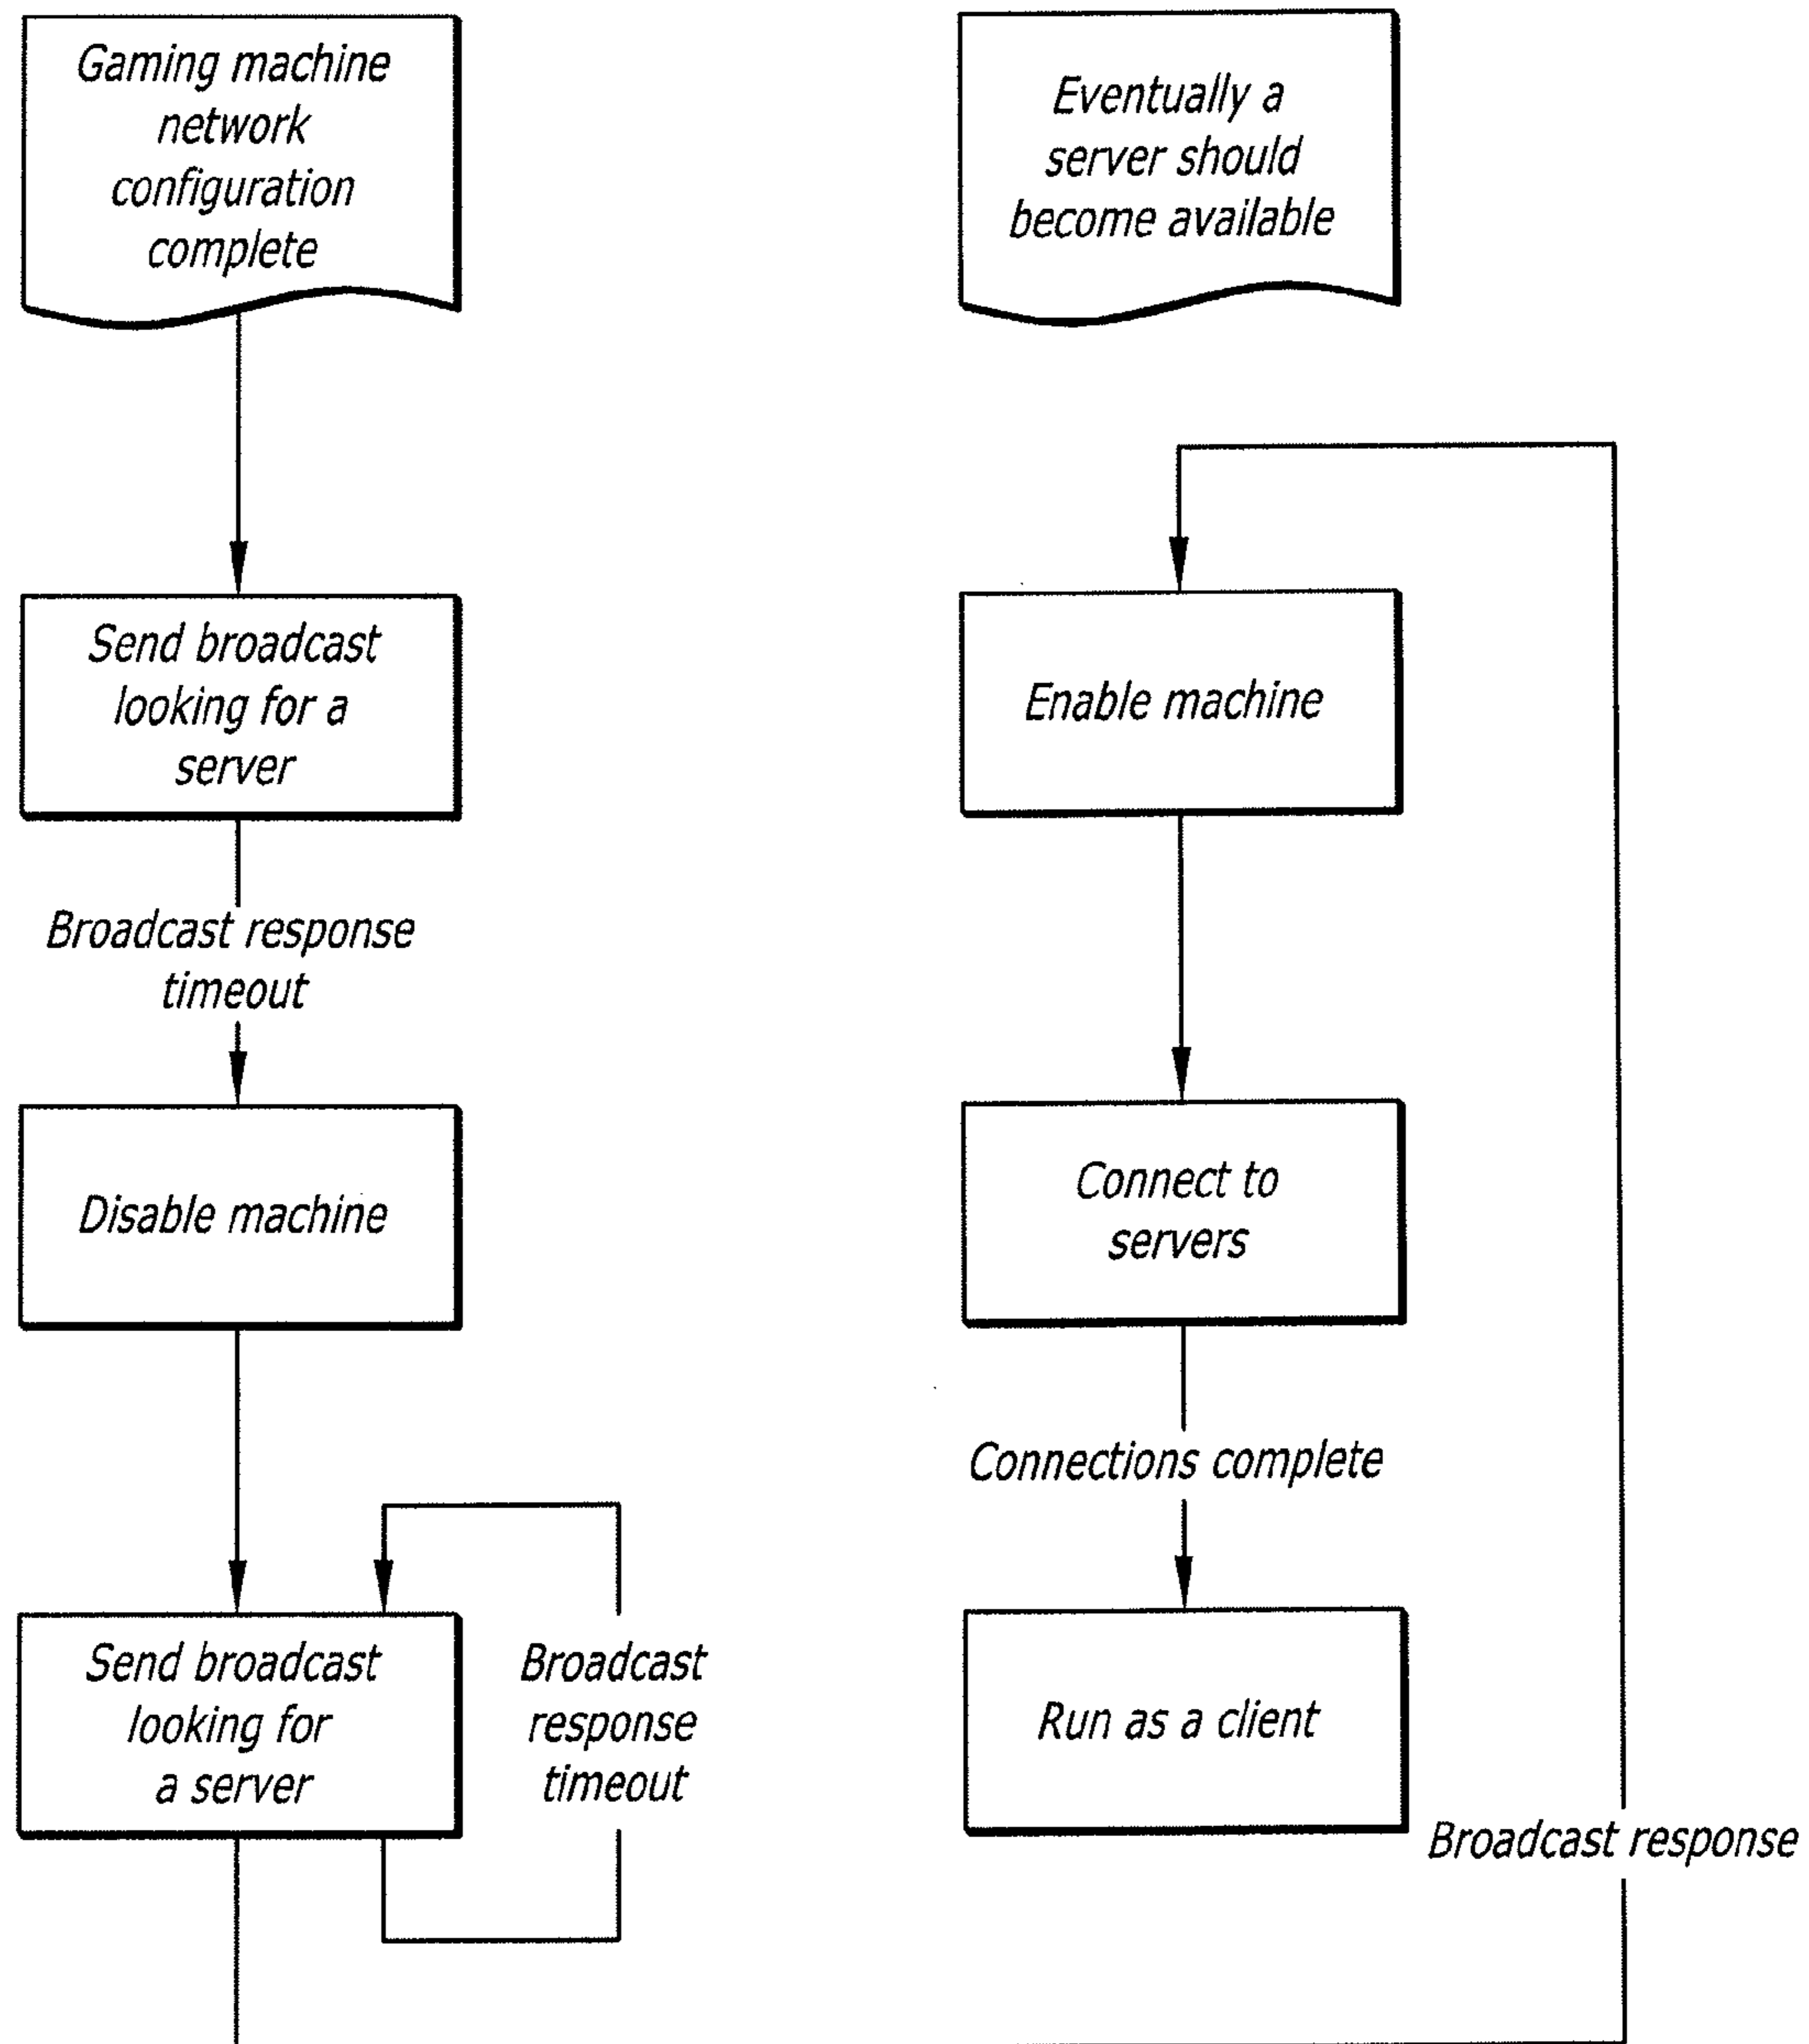 Gaming machine
network
configuration
complete
Send broadcast
looking for a
server
Broadcast response
timeout
Disable machine
Send broadcast
looking for
a server
Broadcast
response
timeout
Eventually a
server should
become available
Enable machine
Connect to
servers
Connections complete
Run as a client
Broadcast response